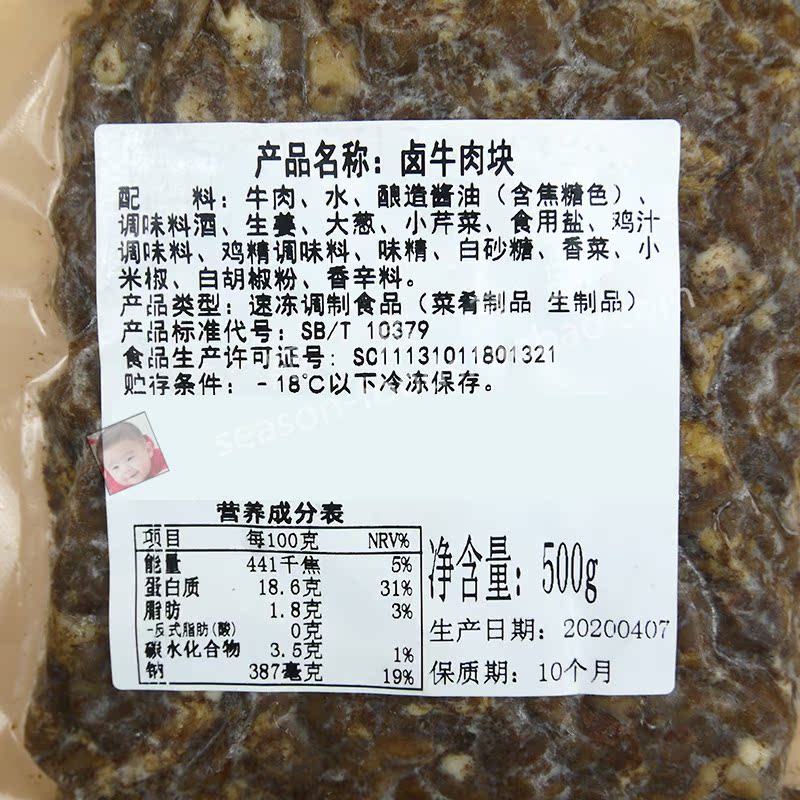 产品名称：卤牛肉块
配 料：牛肉、水、酿造酱油（含焦糖色）、
调味料酒、生姜、大葱、小芹菜、食用盐、鸡汁
调味料、鸡精调味料、味精、白砂糖、香菜、小
米椒、白胡椒粉、香辛料。
产品类型：速冻调制食品（菜肴制品 生制品）
产品标准代号：SB/T 10379
食品生产许可证号：SC11131011801321
贮存条件：-18℃以下冷冻保存。
营养成分表
项目 每100克 NRV%
能量 441千焦 5%
蛋白质 18.6克 31%
脂肪 1.8克 3%
-反式脂肪(酸) 0克
碳水化合物 3.5克 1%
钠 387毫克 19%
净含量：500g
生产日期：20200407
保质期：10个月